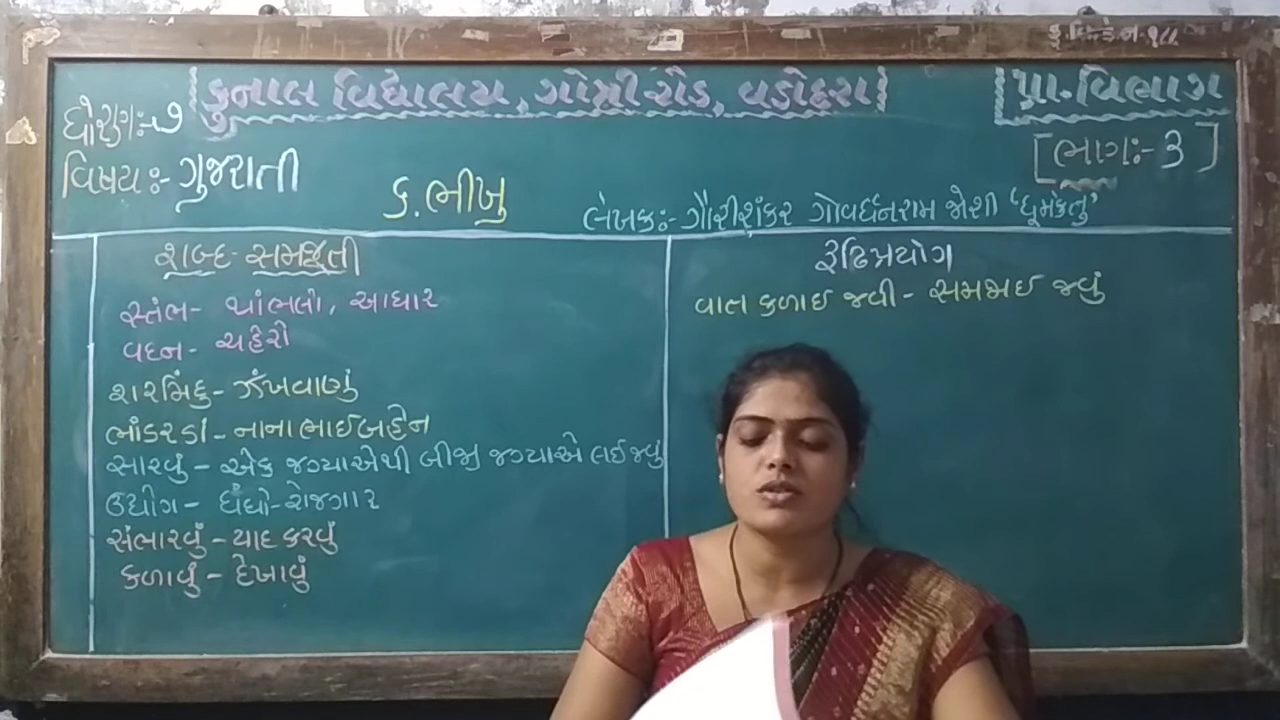 કુનાલ વિદ્યાલય, ગોત્રી રોડ, વડોદરા
પ્રા.વિભાગ
ધોરણઃ-૭
[ભાગઃ-3]
વિષયઃ- ગુજરાતી
૬.ભીખુ
લેખકઃ- ગૌરીશંકર ગોવર્ધનરામ જોશી 'ધૂમકેતુ'
શબ્દ-સમજૂતી
સ્તંભ- થાંભલો, આધાર
વદન- ચહેરો
શરમિંદુ- ઝંખવાણું
ભાંડરડાં- નાના ભાઈબહેન
સારવું- એક જગ્યાએથી બીજી જગ્યાએ લઈ જવું
ઉદ્યોગ- ધંધો-રોજગાર
સંભારવું- યાદ કરવું
કળાવું- દેખાવું
રૂઢિપ્રયોગ
વાત કળાઈ જવી- સમજાઈ જવું